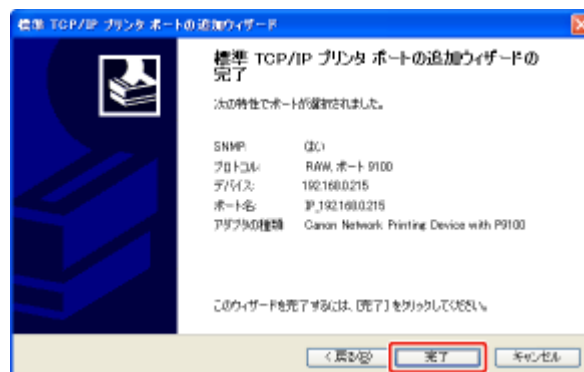 標準 TCP/IP プリンタ ポートの追加ウィザード
標準 TCP/IP プリンタ ポートの追加ウィザードの
完了
次の特性でポートが選択されました。
SNMP: はい
プロトコル: RAW, ポート 9100
デバイス: 192.168.0.215
ポート名: IP_192.168.0.215
アダプタの種類 Canon Network Printing Device with P9100
このウィザードを完了するには、[完了] をクリックしてください。
< 戻る(B) 完了 キャンセル